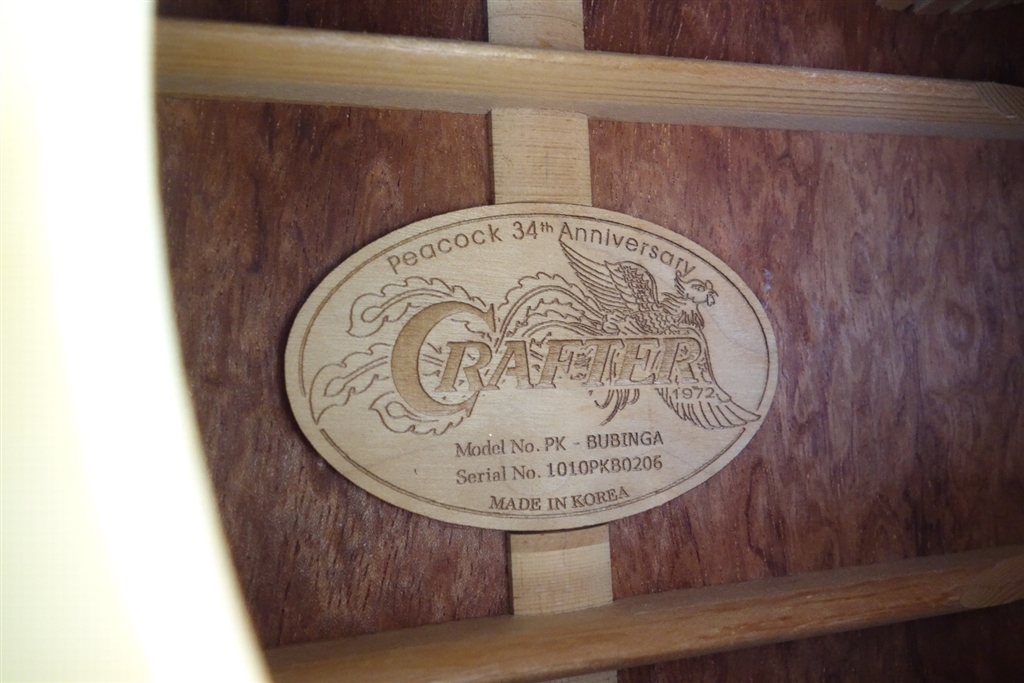 Peacock 34th Anniversary
CRAFTER
1972
Model No. PK - BUBINGA
Serial No. 1010PKB0206
MADE IN KOREA